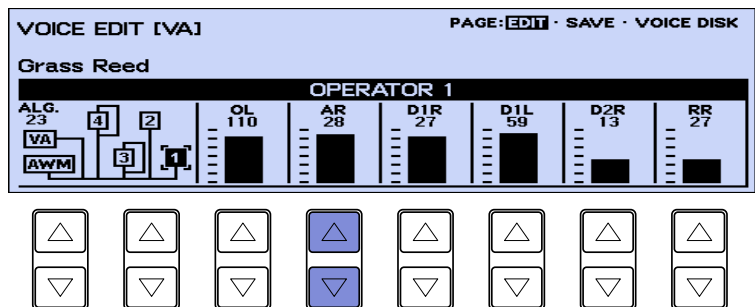 VOICE EDIT [VA]
PAGE: EDIT · SAVE · VOICE DISK
Grass Reed
OPERATOR 1
ALG. OL AR D1R D1L D2R RR
23 110 28 27 59 13 27
4 2
VA
3 1
AWM